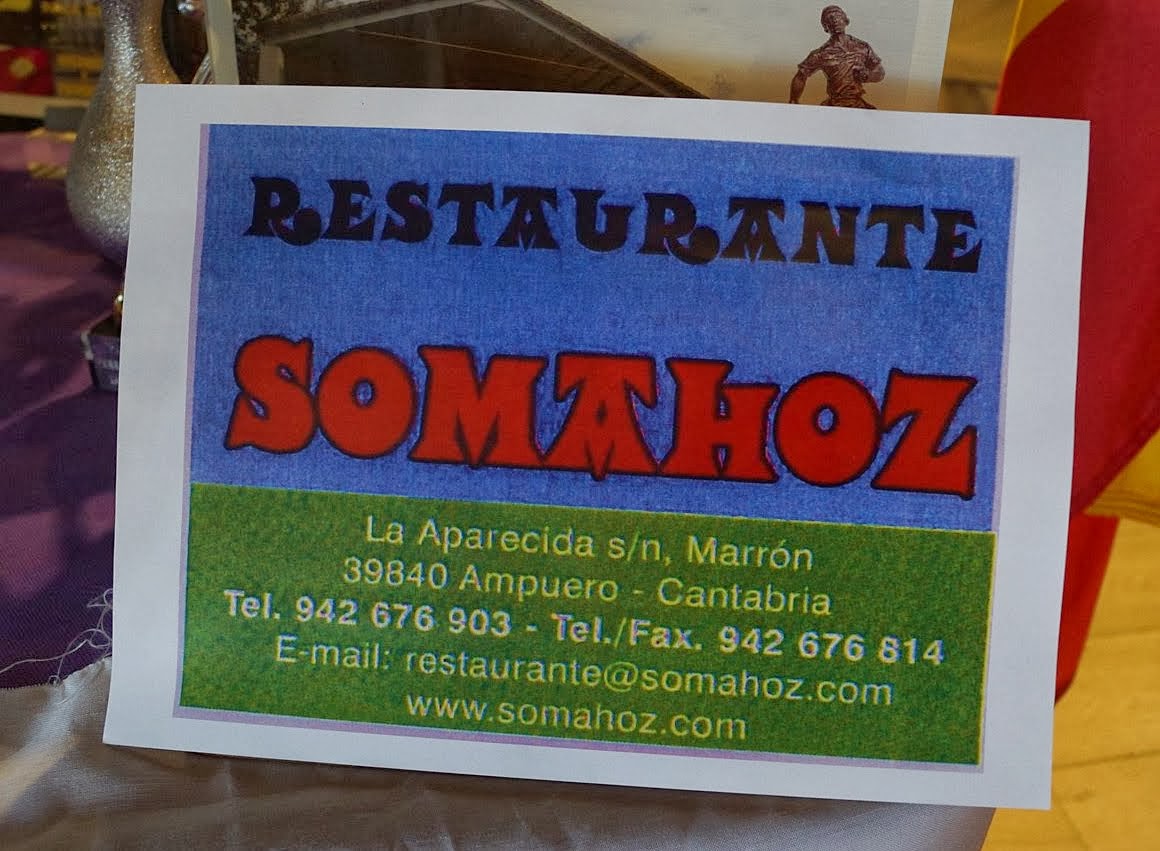 RESTAURANTE
SOMAHOZ
La Aparecida s/n, Marrón
39840 Ampuero - Cantabria
Tel. 942 676 903 - Tel./Fax. 942 676 814
E-mail: restaurante@somahoz.com
www.somahoz.com